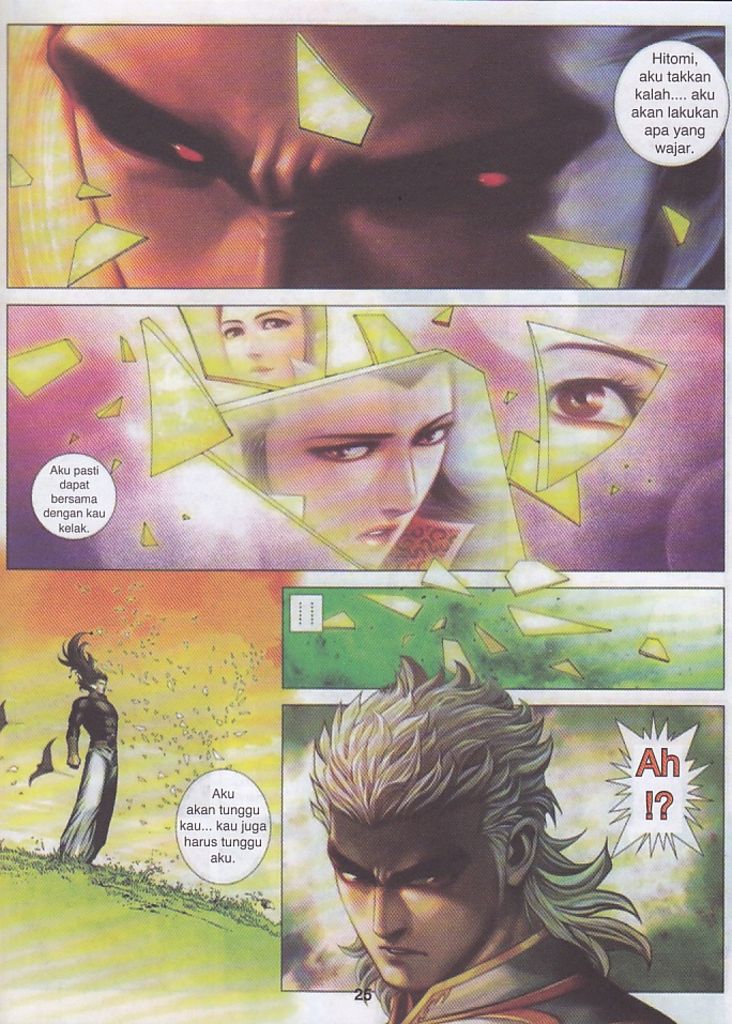 Hitomi,
aku takkan
kalah.... aku
akan lakukan
apa yang
wajar.
Aku pasti
dapat
bersama
dengan kau
kelak.
Aku
akan tunggu
kau... kau juga
harus tunggu
aku.
Ah
!?
25